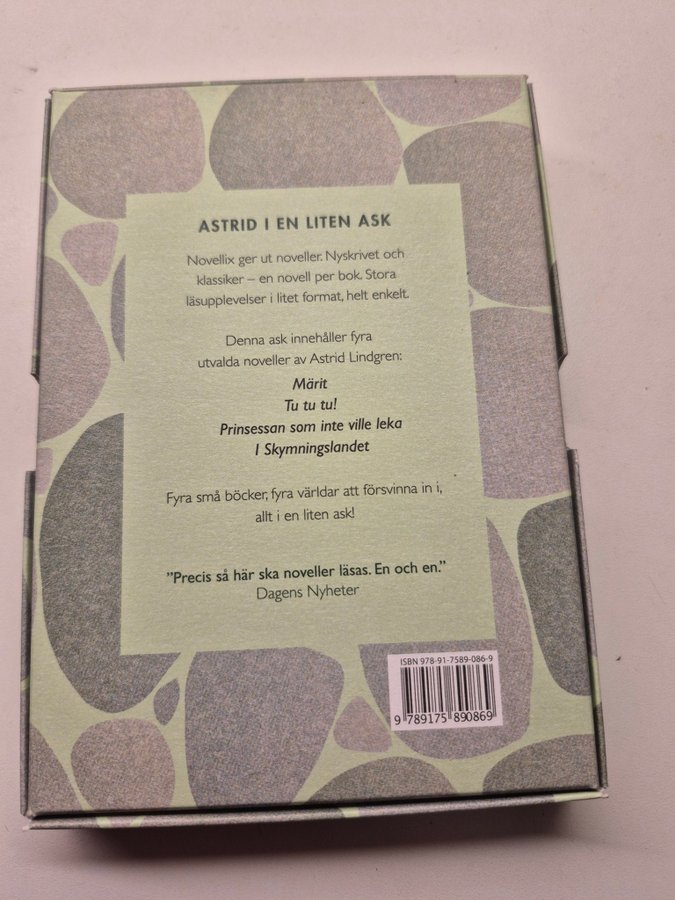 ASTRID I EN LITEN ASK
Novellix ger ut noveller. Nyskrivet och
klassiker – en novell per bok. Stora
läsupplevelser i litet format, helt enkelt.
Denna ask innehåller fyra
utvalda noveller av Astrid Lindgren:
Märit
Tu tu tu!
Prinsessan som inte ville leka
I Skymningslandet
Fyra små böcker, fyra världar att försvinna in i,
allt i en liten ask!
”Precis så här ska noveller läsas. En och en.”
Dagens Nyheter
ISBN 978-91-7589-086-9
9 789175 890869